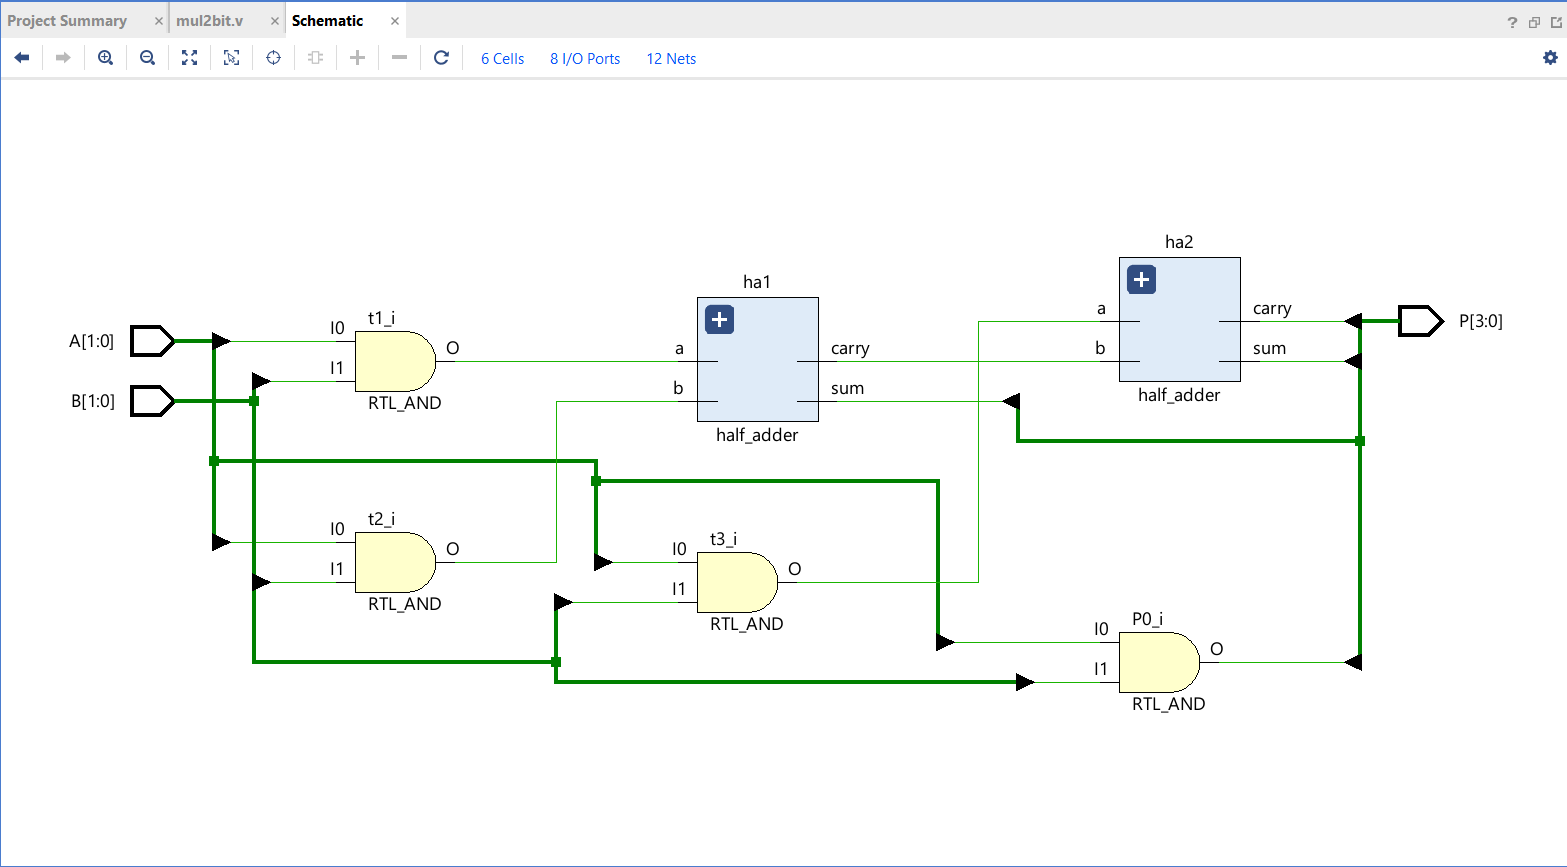 Project Summary × mul2bit.v × Schematic × ?
6 Cells 8 I/O Ports 12 Nets
ha2
ha1
a carry
P[3:0]
t1_i
I0
A[1:0]
O
a carry
b sum
I1
b sum
half_adder
B[1:0]
RTL_AND
half_adder
t2_i
I0
O
t3_i
I0
I1
O
I1
RTL_AND
RTL_AND
P0_i
I0
O
I1
RTL_AND